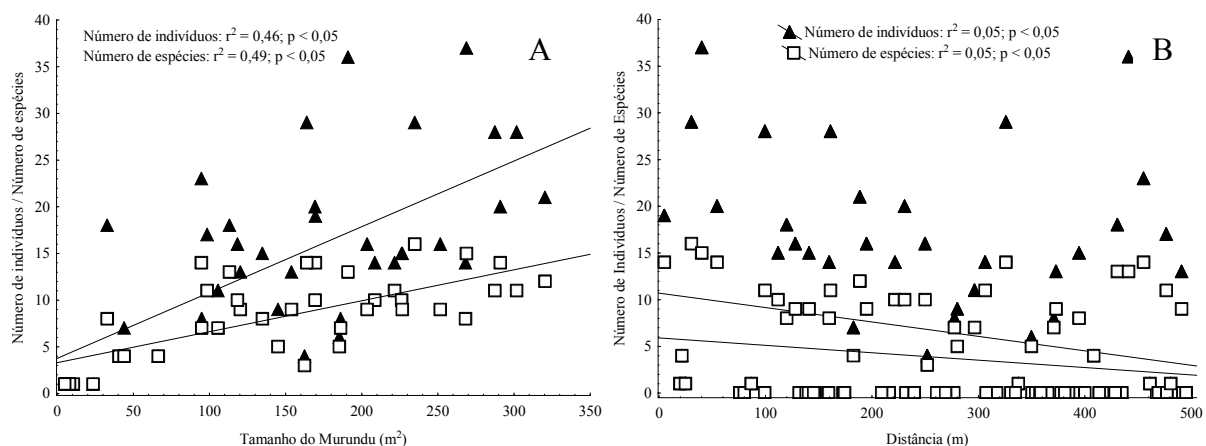 Número de indivíduos: r² = 0,46; p < 0,05
Número de espécies: r² = 0,49; p < 0,05
A
40
35
30
25
20
15
10
5
0
Número de indivíduos / Número de espécies
0 50 100 150 200 250 300 350
Tamanho do Murundu (m²)
Número de indivíduos: r² = 0,05; p < 0,05
Número de espécies: r² = 0,05; p < 0,05
B
40
35
30
25
20
15
10
5
0
Número de Indivíduos / Número de Espécies
0 100 200 300 400 500
Distância (m)